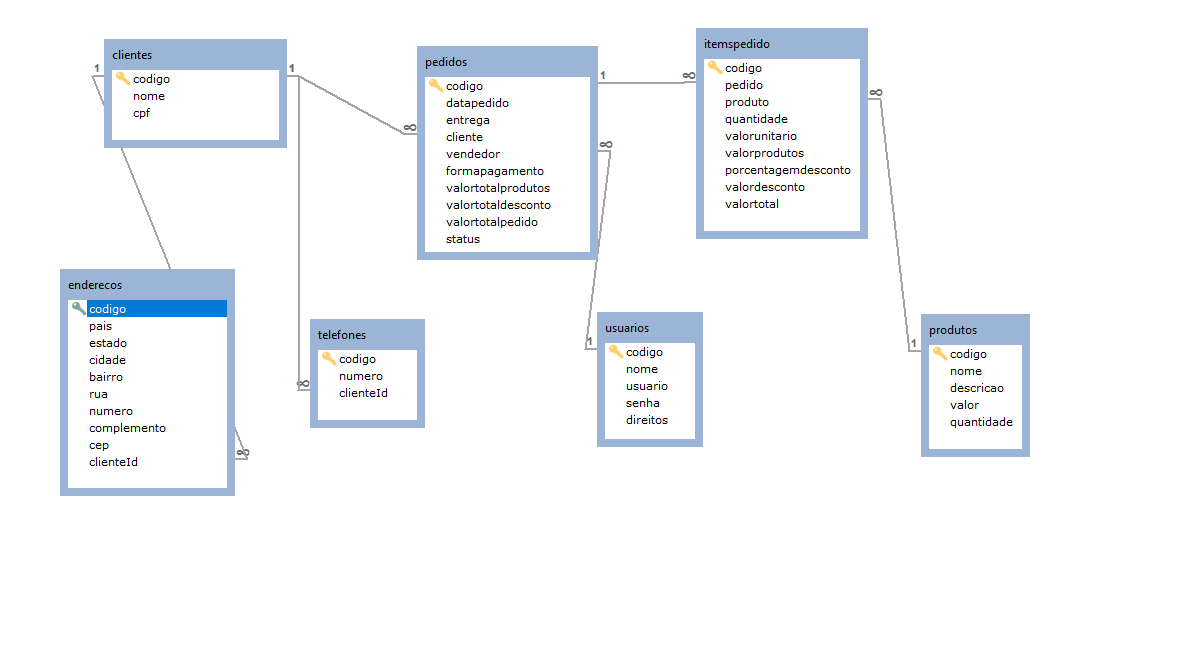 clientes
codigo
nome
cpf
pedidos
codigo
datapedido
entrega
cliente
vendedor
formapagamento
valortotalprodutos
valortotaldesconto
valortotalpedido
status
itemspedido
codigo
pedido
produto
quantidade
valorunitario
valorprodutos
porcentagemdesconto
valordesconto
valortotal
enderecos
codigo
pais
estado
cidade
bairro
rua
numero
complemento
cep
clienteId
telefones
codigo
numero
clienteId
usuarios
codigo
nome
usuario
senha
direitos
produtos
codigo
nome
descricao
valor
quantidade
1
1
∞
1
∞
∞
∞
∞
1
1
∞